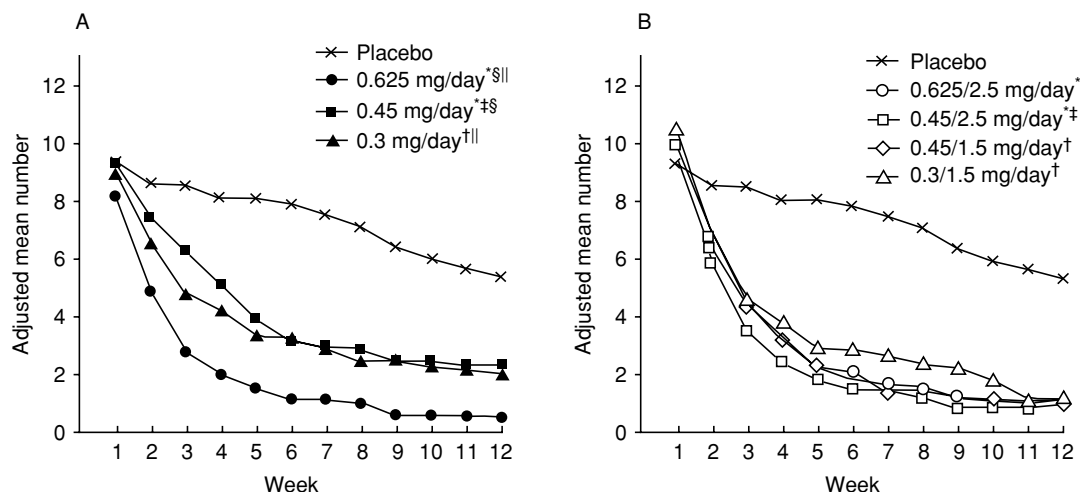 A
Placebo
0.625 mg/day*§||
0.45 mg/day*‡§
0.3 mg/day†||
Adjusted mean number
12
10
8
6
4
2
0
1 2 3 4 5 6 7 8 9 10 11 12
Week
B
Placebo
0.625/2.5 mg/day*
0.45/2.5 mg/day*‡
0.45/1.5 mg/day†
0.3/1.5 mg/day†
Adjusted mean number
12
10
8
6
4
2
0
1 2 3 4 5 6 7 8 9 10 11 12
Week